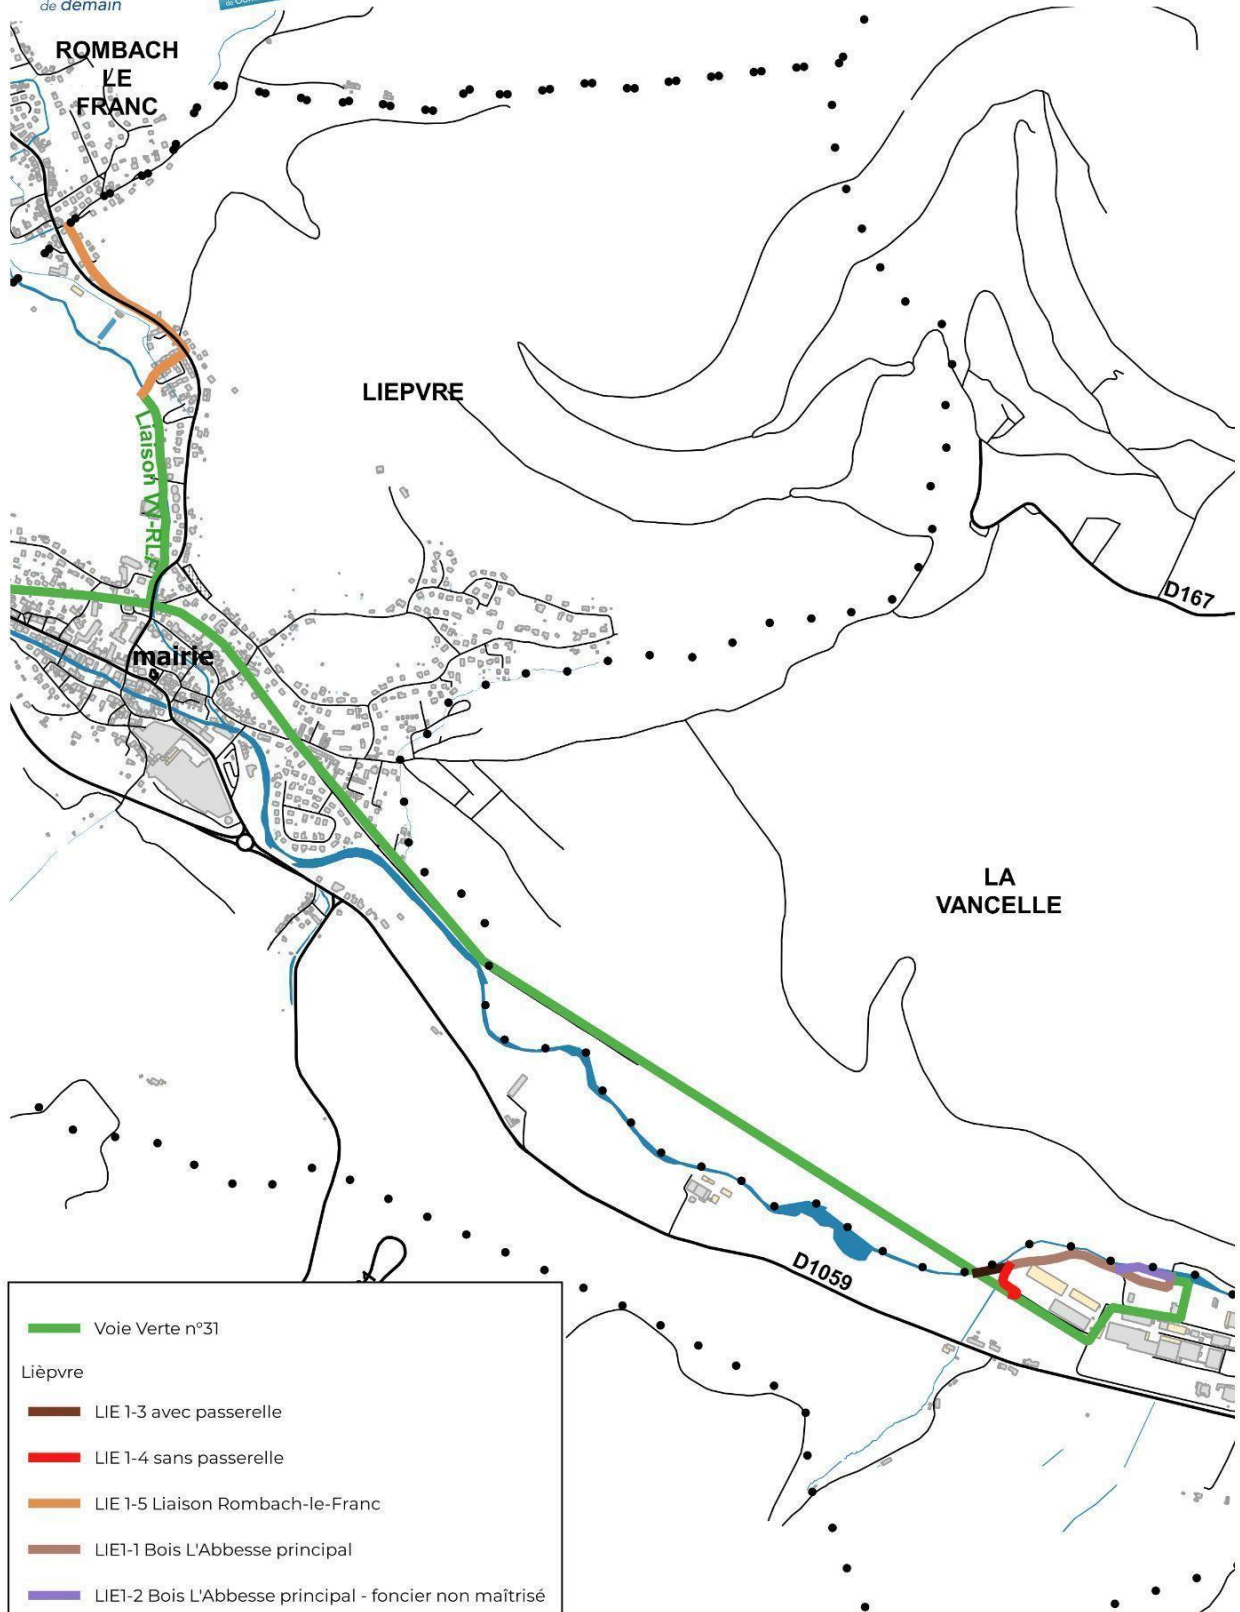 de demain
ROMBACH
LE
FRANC
LIEPVRE
Liaison VV-RLF
mairie
D167
LA
VANCELLE
D1059
Voie Verte n°31
Lièpvre
LIE 1-3 avec passerelle
LIE 1-4 sans passerelle
LIE 1-5 Liaison Rombach-le-Franc
LIE1-1 Bois L'Abbesse principal
LIE1-2 Bois L'Abbesse principal - foncier non maîtrisé